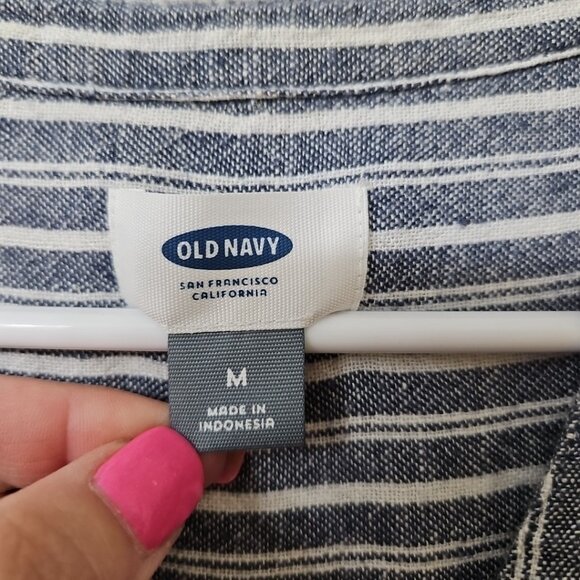 OLD NAVY
SAN FRANCISCO
CALIFORNIA
M
MADE IN
INDONESIA